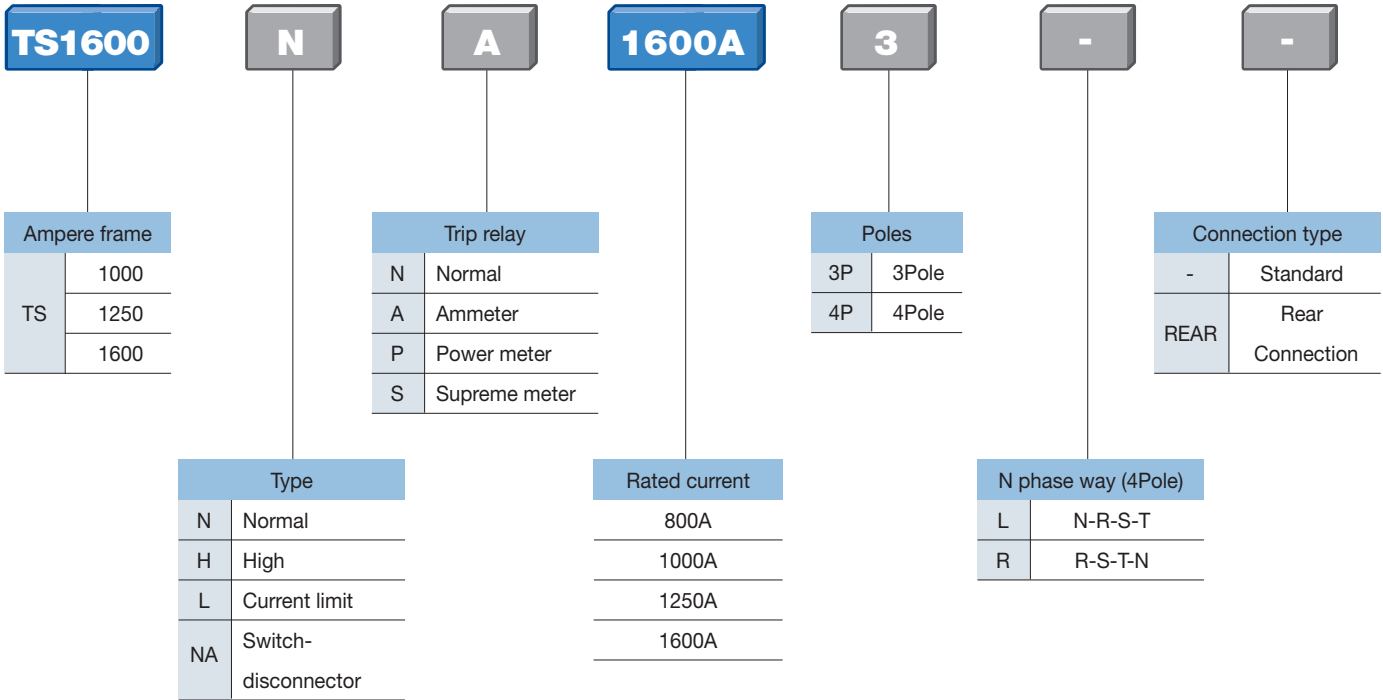 TS1600 N A 1600A 3 - -
Ampere frame
TS
1000
1250
1600
Trip relay
N Normal
A Ammeter
P Power meter
S Supreme meter
Poles
3P 3Pole
4P 4Pole
Connection type
- Standard
REAR
Rear
Connection
Type
N Normal
H High
L Current limit
NA
Switch-
disconnector
Rated current
800A
1000A
1250A
1600A
N phase way (4Pole)
L N-R-S-T
R R-S-T-N